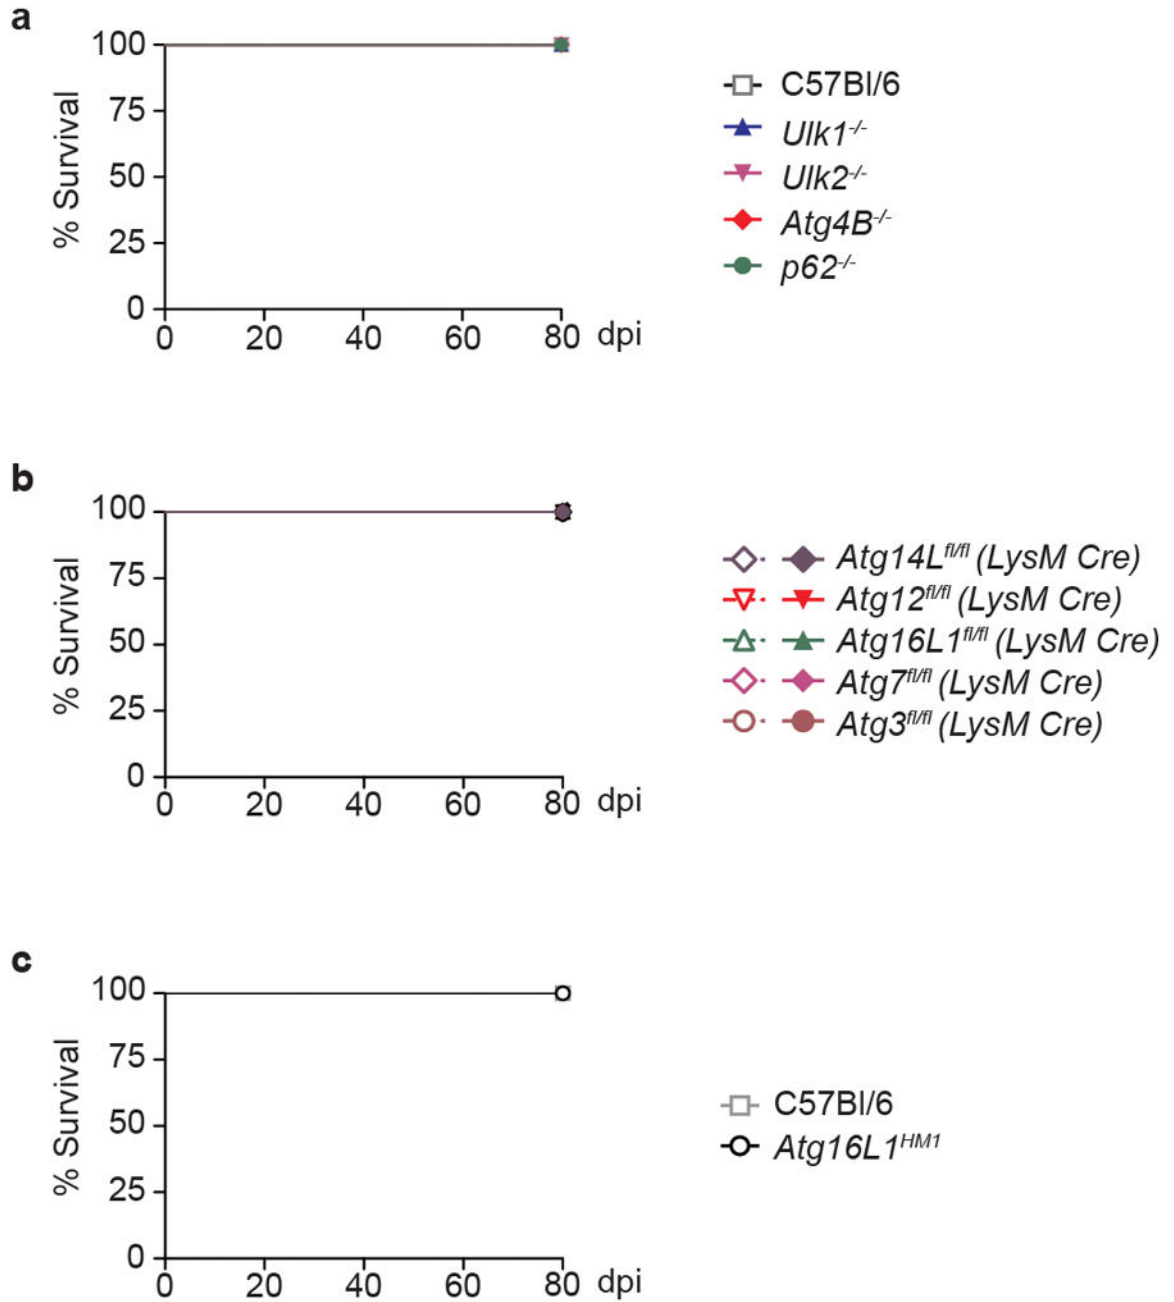 a
% Survival
100
75
50
25
0
0 20 40 60 80 dpi
C57Bl/6
Ulk1-/-
Ulk2-/-
Atg4B-/-
p62-/-
b
% Survival
100
75
50
25
0
0 20 40 60 80 dpi
Atg14Lfl/fl (LysM Cre)
Atg12fl/fl (LysM Cre)
Atg16L1fl/fl (LysM Cre)
Atg7fl/fl (LysM Cre)
Atg3fl/fl (LysM Cre)
c
% Survival
100
75
50
25
0
0 20 40 60 80 dpi
C57Bl/6
Atg16L1HM1